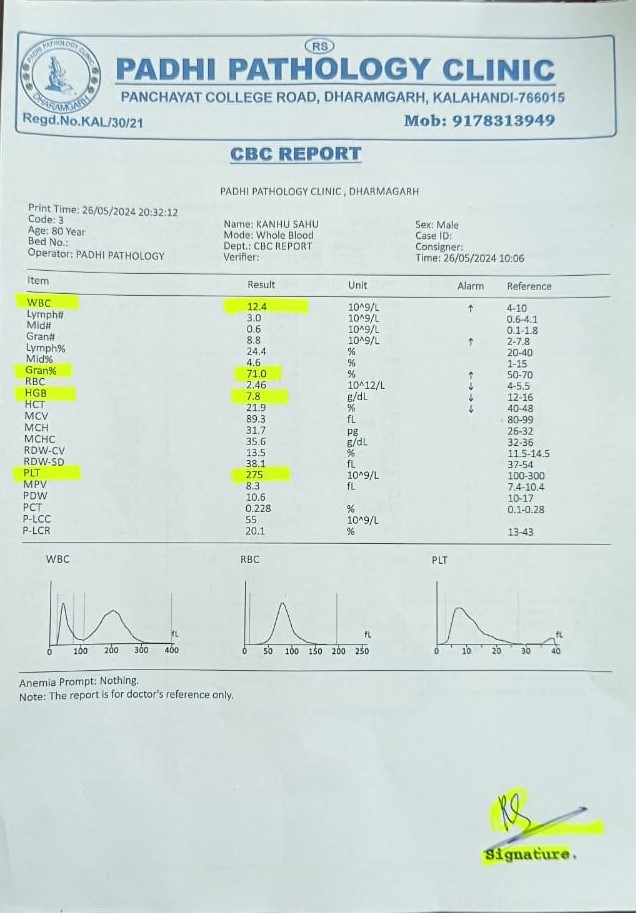 RS
PADHI PATHOLOGY CLINIC
DHARAMGARH
PADHI PATHOLOGY CLINIC
PANCHAYAT COLLEGE ROAD, DHARAMGARH, KALAHANDI-766015
Regd.No.KAL/30/21 Mob: 9178313949
CBC REPORT
PADHI PATHOLOGY CLINIC , DHARMAGARH
Print Time: 26/05/2024 20:32:12
Code: 3 Name: KANHU SAHU Sex: Male
Age: 80 Year Mode: Whole Blood Case ID:
Bed No.: Dept.: CBC REPORT Consigner:
Operator: PADHI PATHOLOGY Verifier: Time: 26/05/2024 10:06
Item Result Unit Alarm Reference
WBC 12.4 10^9/L ↑ 4-10
Lymph# 3.0 10^9/L 0.6-4.1
Mid# 0.6 10^9/L 0.1-1.8
Gran# 8.8 10^9/L ↑ 2-7.8
Lymph% 24.4 % 20-40
Mid% 4.6 % 1-15
Gran% 71.0 % ↑ 50-70
RBC 2.46 10^12/L ↓ 4-5.5
HGB 7.8 g/dL ↓ 12-16
HCT 21.9 % ↓ 40-48
MCV 89.3 fL 80-99
MCH 31.7 pg 26-32
MCHC 35.6 g/dL 32-36
RDW-CV 13.5 % 11.5-14.5
RDW-SD 38.1 fL 37-54
PLT 275 10^9/L 100-300
MPV 8.3 fL 7.4-10.4
PDW 10.6 10-17
PCT 0.228 % 0.1-0.28
P-LCC 55 10^9/L
P-LCR 20.1 % 13-43
WBC RBC PLT
fL fL fL
0 100 200 300 400 0 50 100 150 200 250 0 10 20 30 40
Anemia Prompt: Nothing.
Note: The report is for doctor's reference only.
RS
Signature.